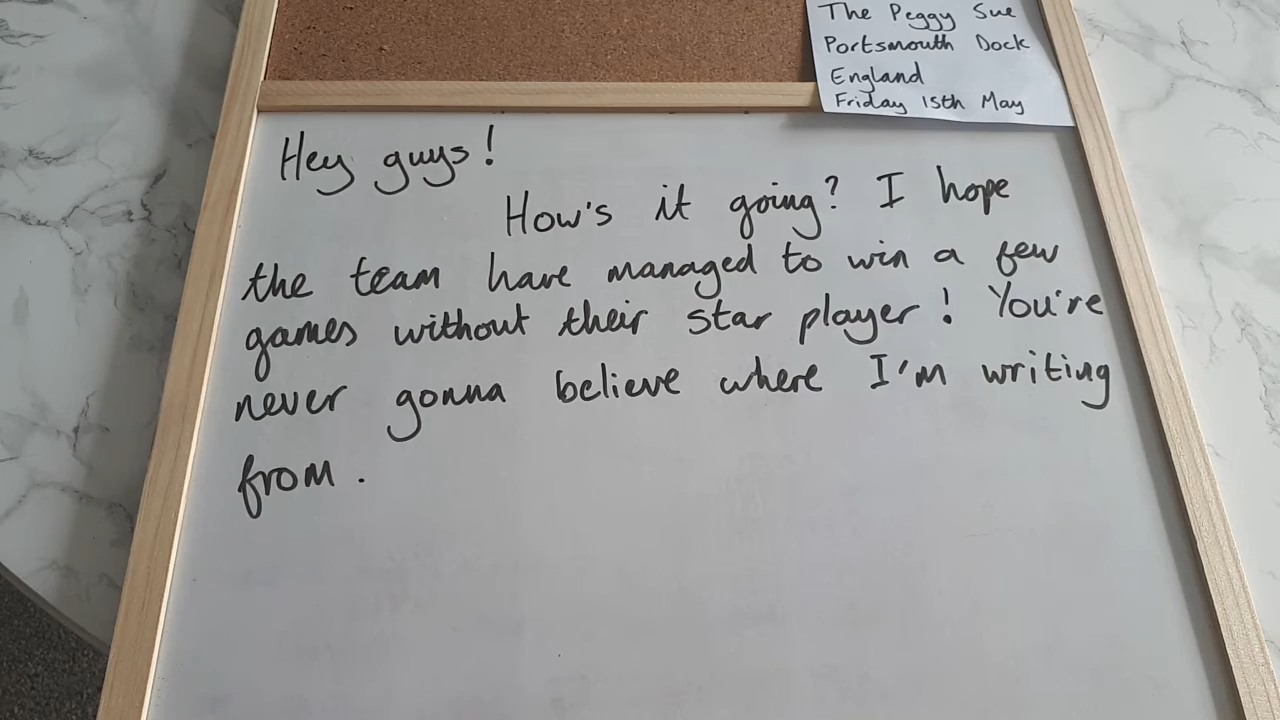 The Peggy Sue
Portsmouth Dock
England
Friday 15th May
Hey guys!
How's it going? I hope
the team have managed to win a few
games without their star player! You're
never gonna believe where I'm writing
from.